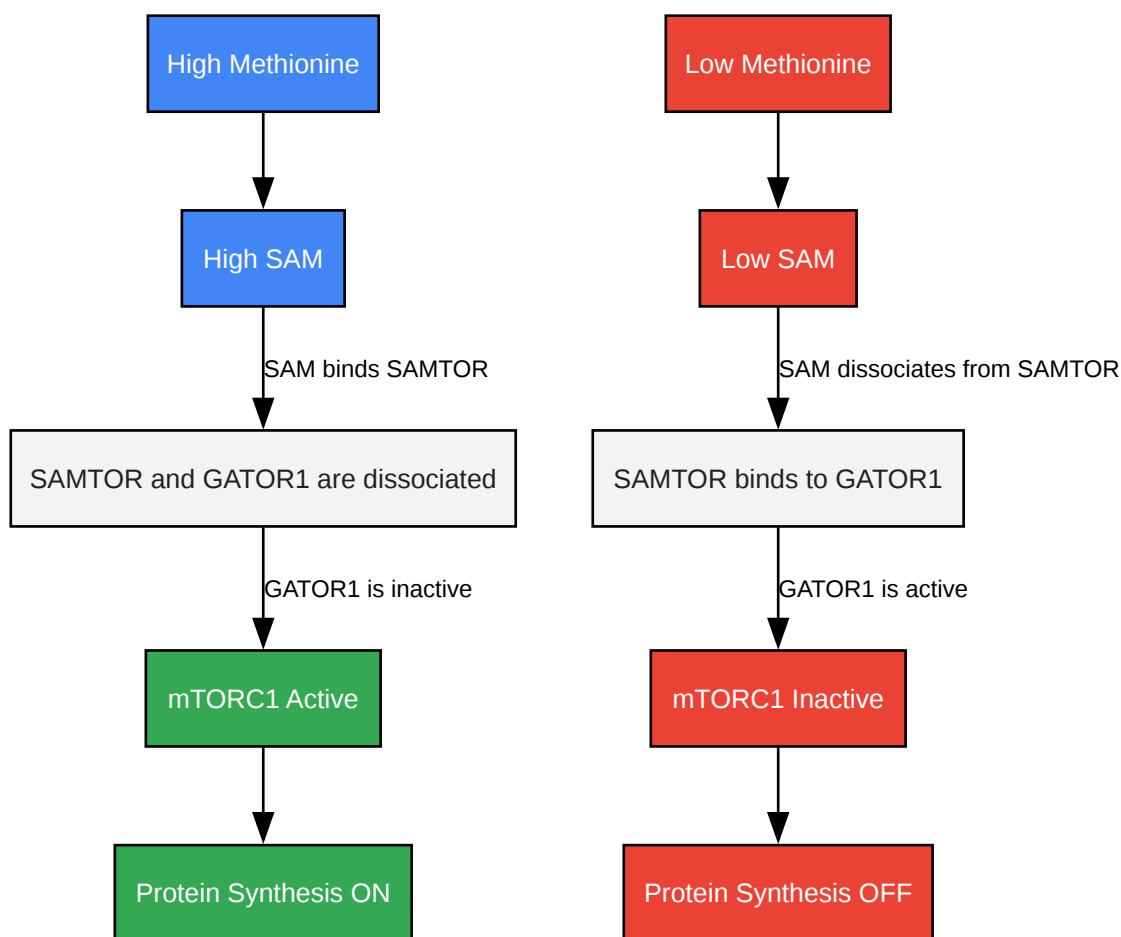 High Methionine
Low Methionine
High SAM
Low SAM
SAM binds SAMTOR
SAM dissociates from SAMTOR
SAMTOR and GATOR1 are dissociated
SAMTOR binds to GATOR1
GATOR1 is inactive
GATOR1 is active
mTORC1 Active
mTORC1 Inactive
Protein Synthesis ON
Protein Synthesis OFF